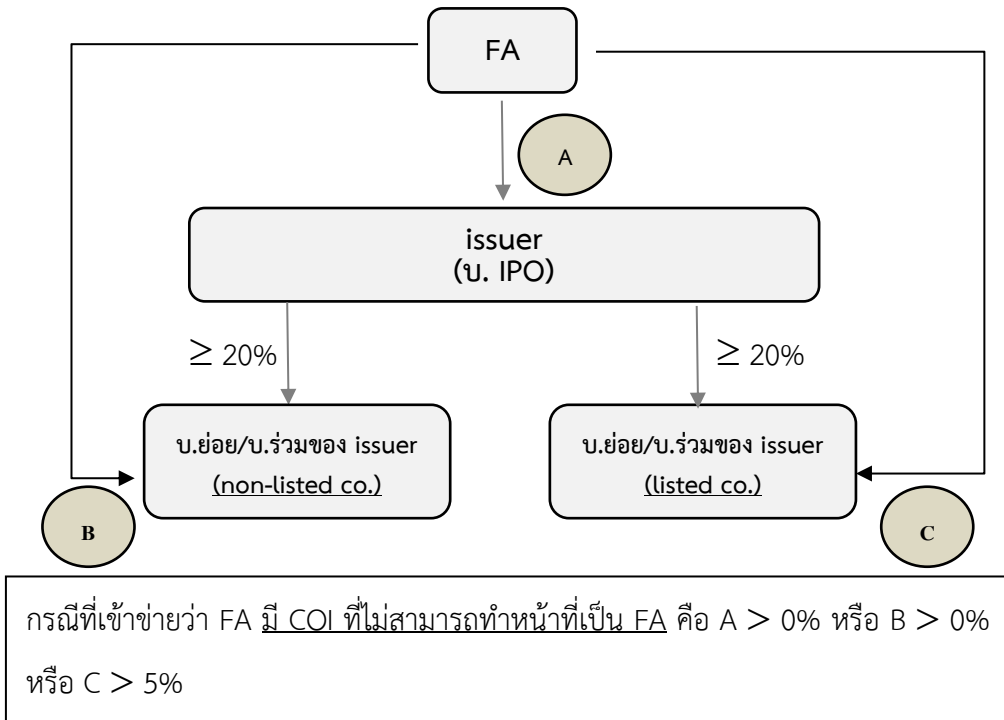 FA
A
issuer
(บ. IPO)
≥ 20%
≥ 20%
บ.ย่อย/บ.ร่วมของ issuer
(non-listed co.)
บ.ย่อย/บ.ร่วมของ issuer
(listed co.)
B
C
กรณีที่เข้าข่ายว่า FA มี COI ที่ไม่สามารถทำหน้าที่เป็น FA คือ A > 0% หรือ B > 0%
หรือ C > 5%